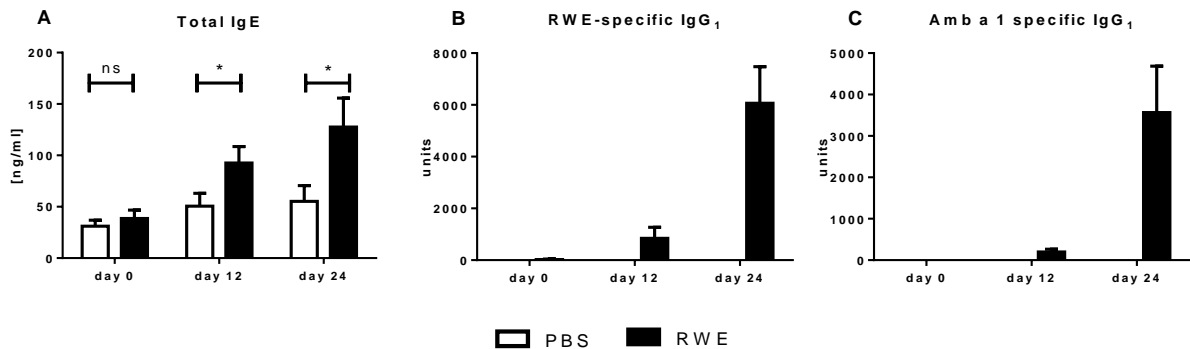 A
Total IgE
200
150
100
50
0
[ng/ml]
ns
*
*
day 0
day 12
day 24
B
RWE-specific IgG₁
8000
6000
4000
2000
0
units
day 0
day 12
day 24
C
Amb a 1 specific IgG₁
5000
4000
3000
2000
1000
0
units
day 0
day 12
day 24
PBS
RWE